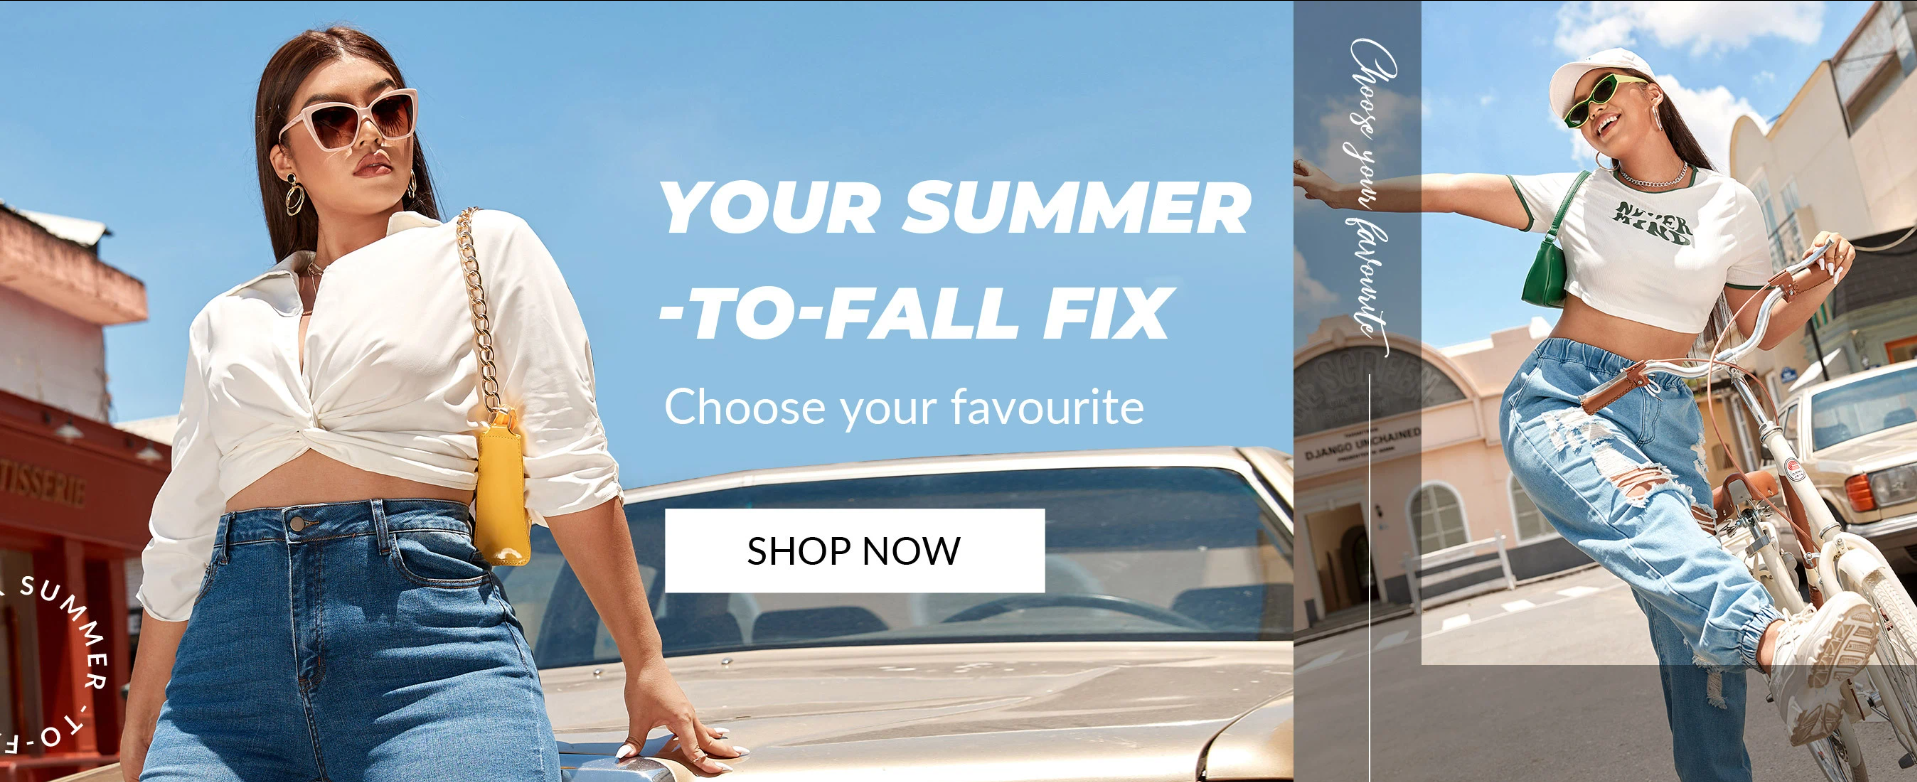 YOUR SUMMER
-TO-FALL FIX
Choose your favourite
SHOP NOW
Choose your favourite
NEVER
MIND
DJANGO UNCHAINED
TISSERIE
SUMMER -TO-F